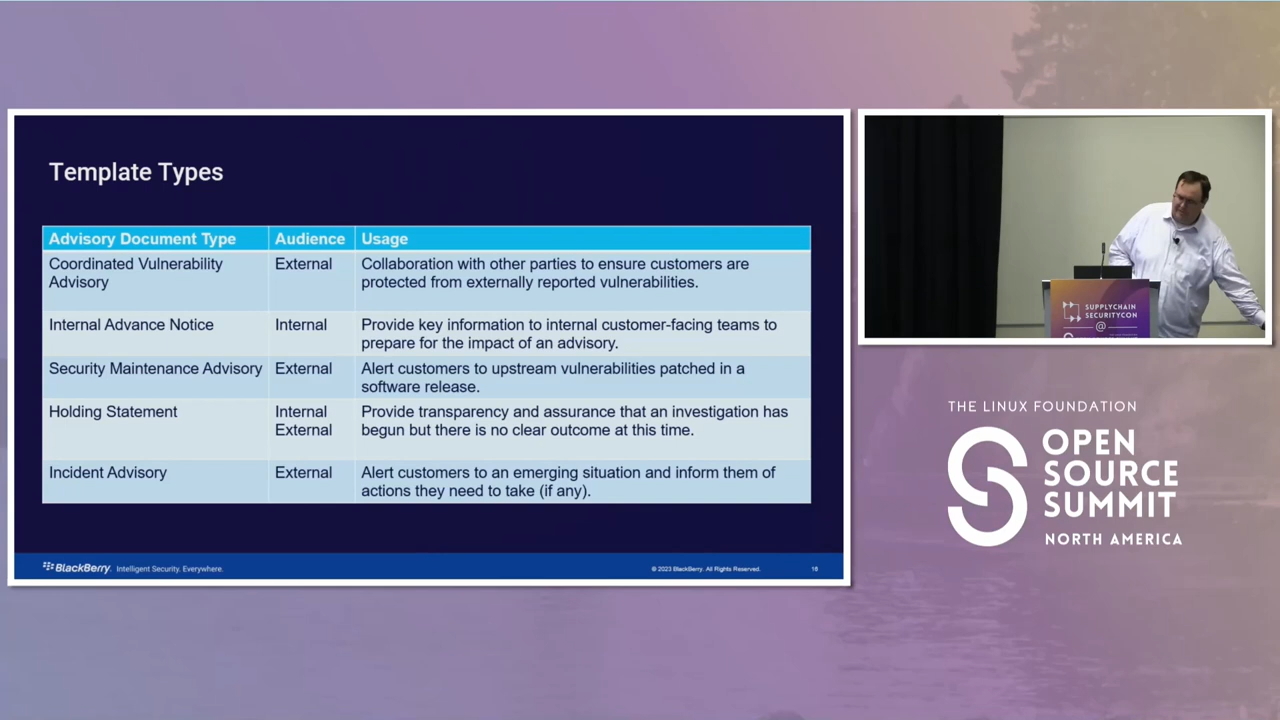 Template Types
Advisory Document Type Audience Usage
Coordinated Vulnerability Advisory External Collaboration with other parties to ensure customers are protected from externally reported vulnerabilities.
Internal Advance Notice Internal Provide key information to internal customer-facing teams to prepare for the impact of an advisory.
Security Maintenance Advisory External Alert customers to upstream vulnerabilities patched in a software release.
Holding Statement Internal External Provide transparency and assurance that an investigation has begun but there is no clear outcome at this time.
Incident Advisory External Alert customers to an emerging situation and inform them of actions they need to take (if any).
BlackBerry. Intelligent Security. Everywhere.
© 2023 BlackBerry. All Rights Reserved.
16
SUPPLYCHAIN
SECURITYCON
@
THE LINUX FOUNDATION
OPEN
SOURCE
SUMMIT
NORTH AMERICA